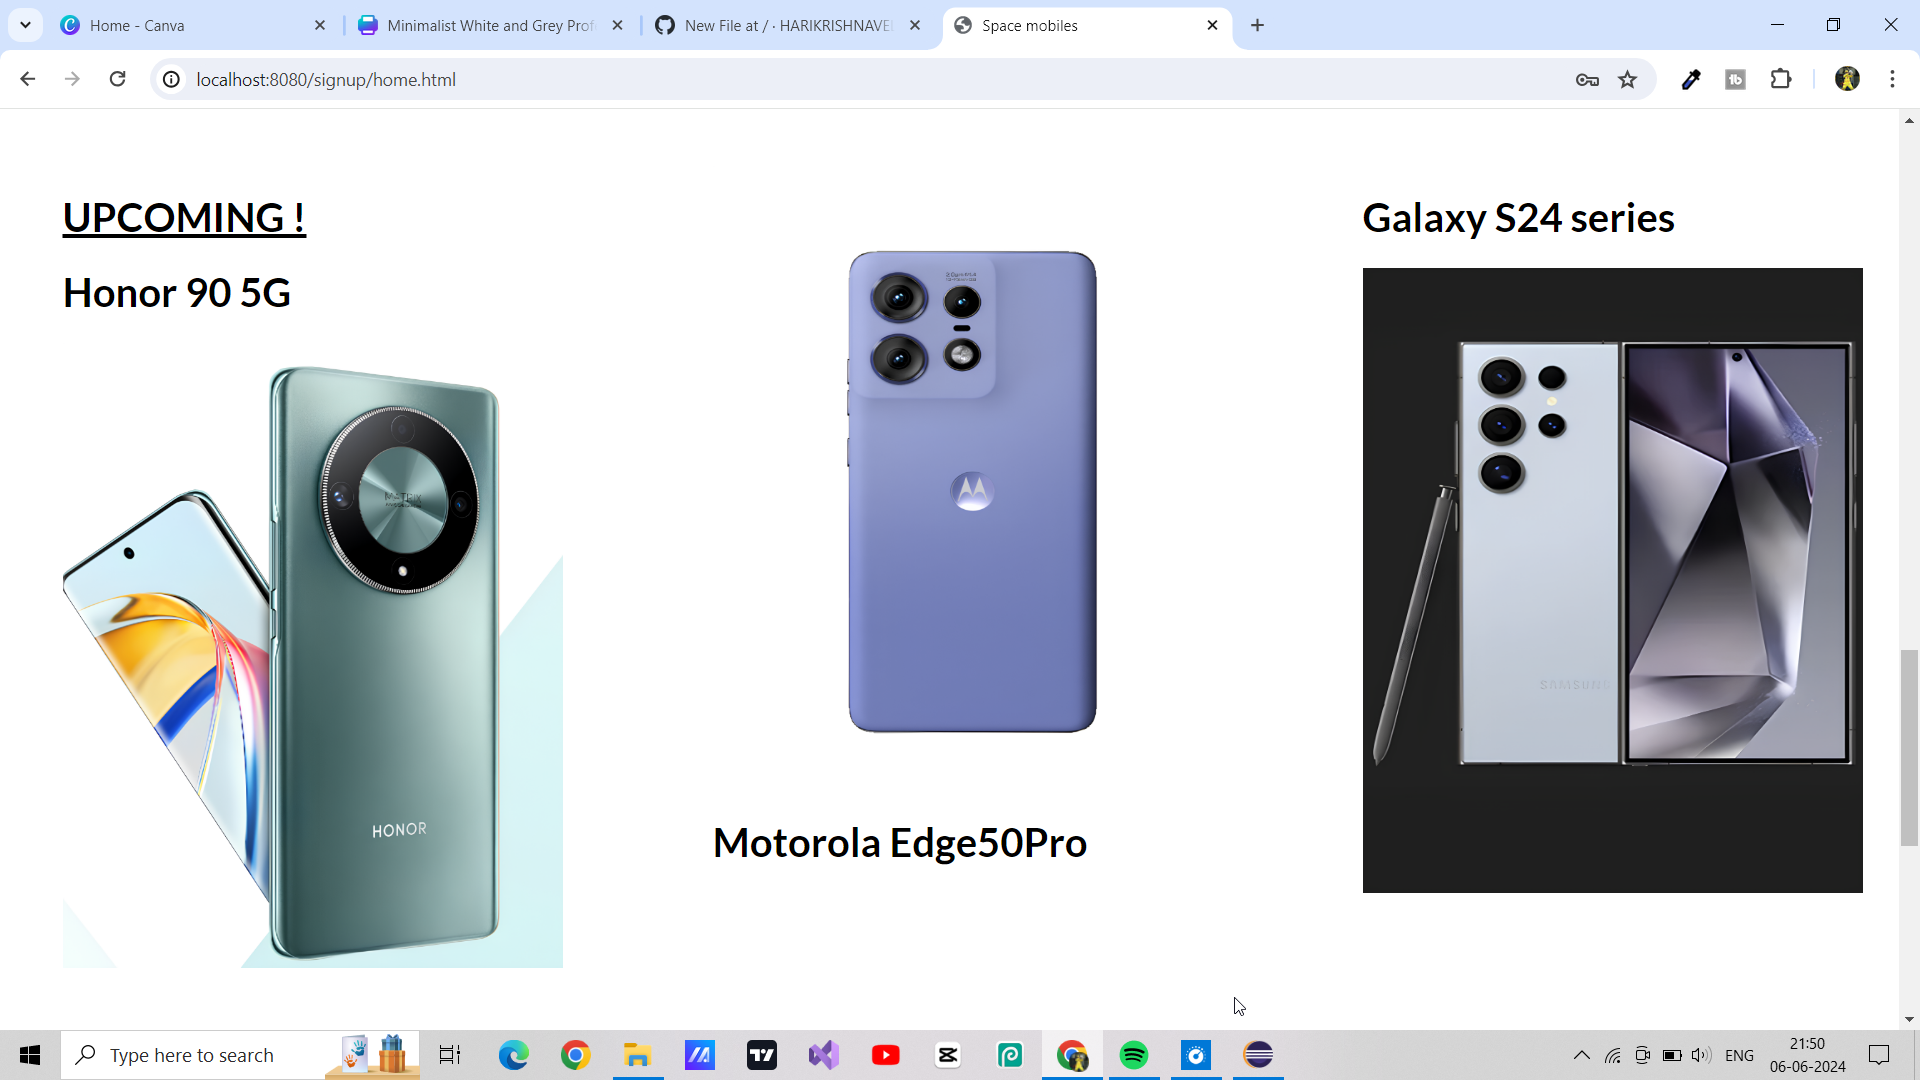 Home - Canva
Minimalist White and Grey Prof
New File at / · HARIKRISHNAVE
Space mobiles
localhost:8080/signup/home.html
UPCOMING !
Honor 90 5G
Galaxy S24 series
MATRIX
HONOR
SAMSUN
Motorola Edge50Pro
Type here to search
ENG
21:50
06-06-2024